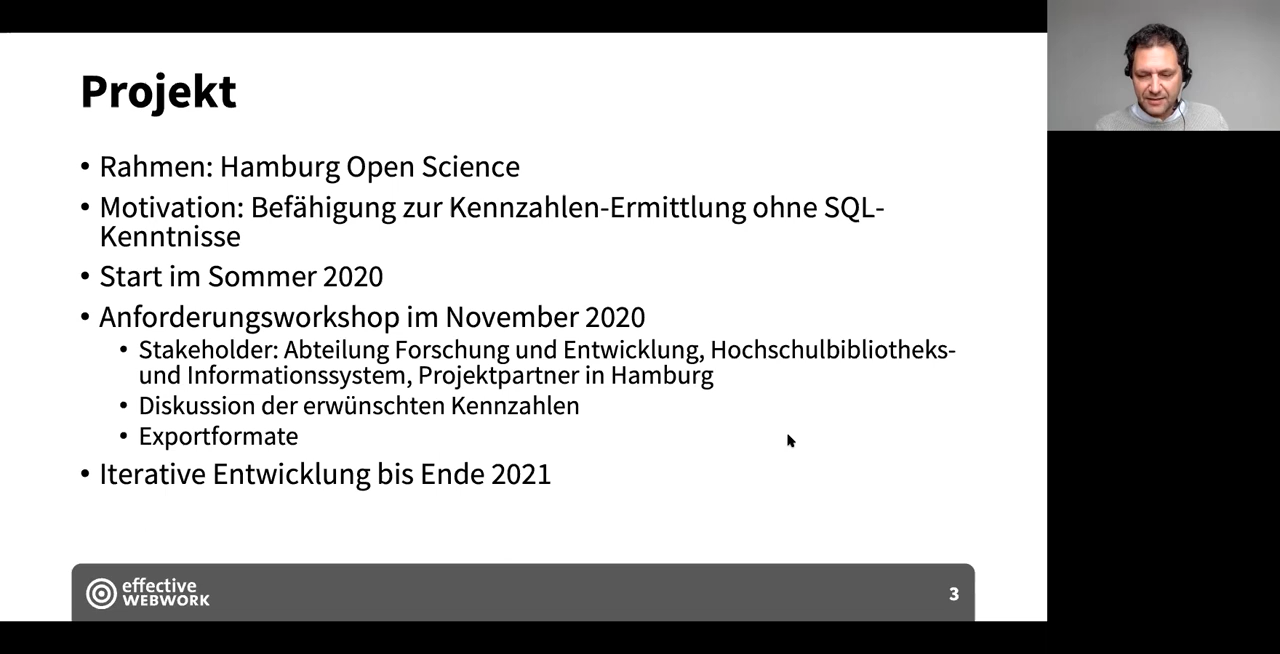 Projekt
• Rahmen: Hamburg Open Science
• Motivation: Befähigung zur Kennzahlen-Ermittlung ohne SQL-
Kenntnisse
• Start im Sommer 2020
• Anforderungsworkshop im November 2020
• Stakeholder: Abteilung Forschung und Entwicklung, Hochschulbibliotheks-
und Informationssystem, Projektpartner in Hamburg
• Diskussion der erwünschten Kennzahlen
• Exportformate
• Iterative Entwicklung bis Ende 2021
effective
WEBWORK
3